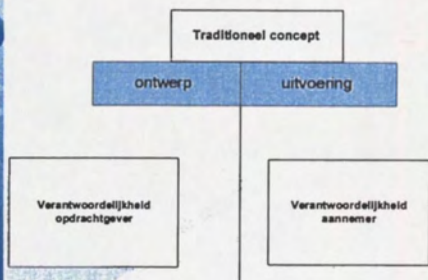 Traditioneel concept
ontwerp uitvoering
Verantwoordelijkheid
opdrachtgever
Verantwoordelijkheid
aannemer